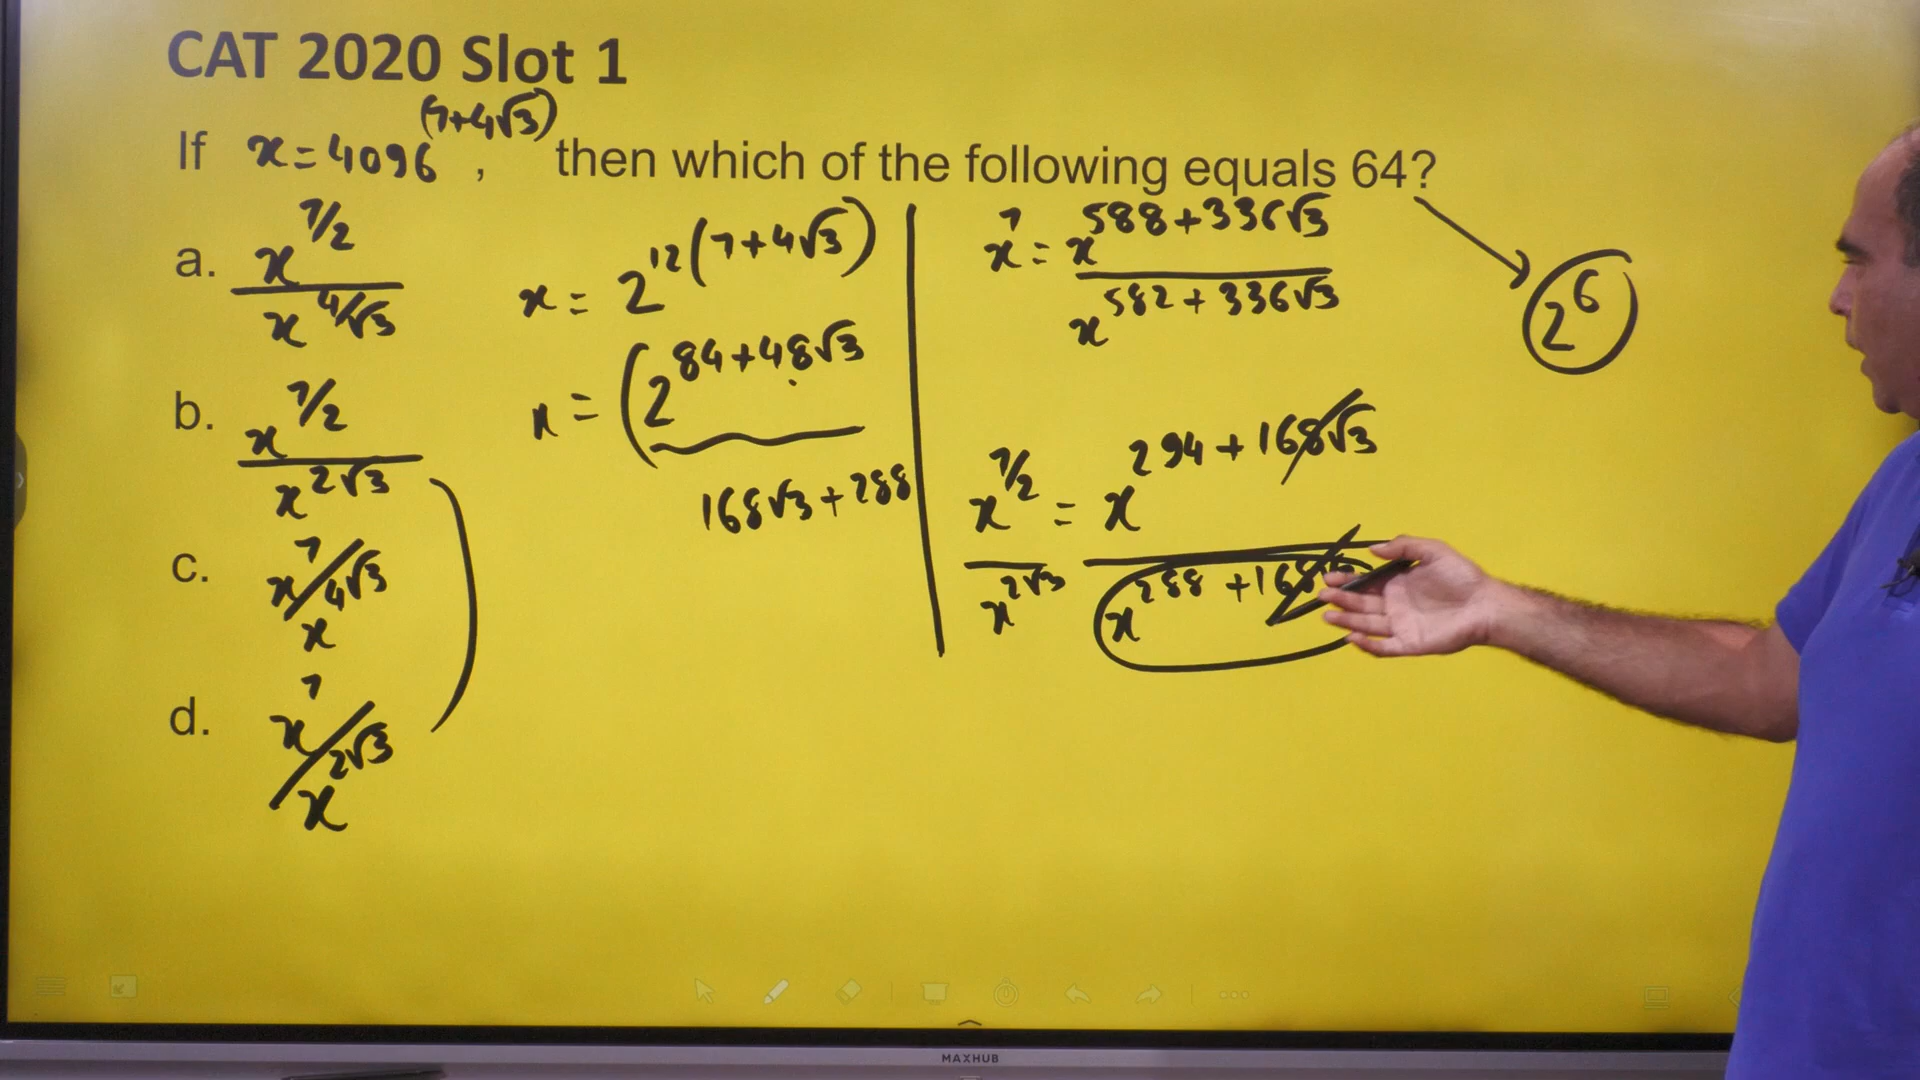 CAT 2020 Slot 1
If x = 4096^(7+4√3), then which of the following equals 64?
a. x^7/2 / x^4/√3
b. x^7/2 / x^2√3
c. x^7 / x^4√3
d. x^7 / x^2√3
x = 2^12(7+4√3)
x = (2^84+48√3
168√3+288
x^7 = x^588+336√3 / x^582+336√3
2^6
x^7/2 / x^2√3 = x^294+168√3 / x^288+168
MAXHUB